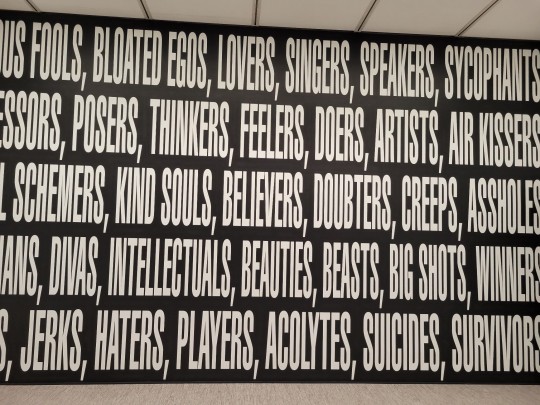 FOOLS, BLOATED EGOS, LOVERS, SINGERS, SPEAKERS, SYCOPHANTS
POSERS, THINKERS, FEELERS, DOERS, ARTISTS, AIR KISSERS
SCHEMERS, KIND SOULS, BELIEVERS, DOUBTERS, CREEPS, ASSHOLES
DIVAS, INTELLECTUALS, BEAUTIES, BEASTS, BIG SHOTS, WINNERS
JERKS, HATERS, PLAYERS, ACOLYTES, SUICIDES, SURVIVORS